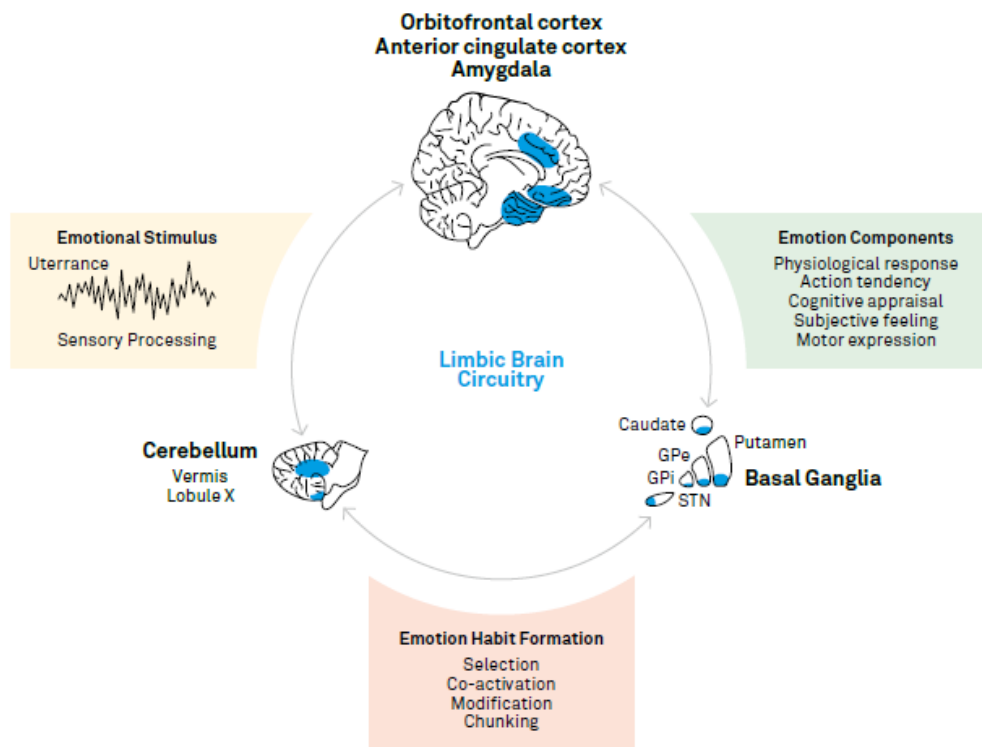 Orbitofrontal cortex
Anterior cingulate cortex
Amygdala
Emotional Stimulus
Uterrance
Sensory Processing
Emotion Components
Physiological response
Action tendency
Cognitive appraisal
Subjective feeling
Motor expression
Limbic Brain
Circuitry
Cerebellum
Vermis
Lobule X
Caudate
Putamen
GPe
GPi
Basal Ganglia
STN
Emotion Habit Formation
Selection
Co-activation
Modification
Chunking